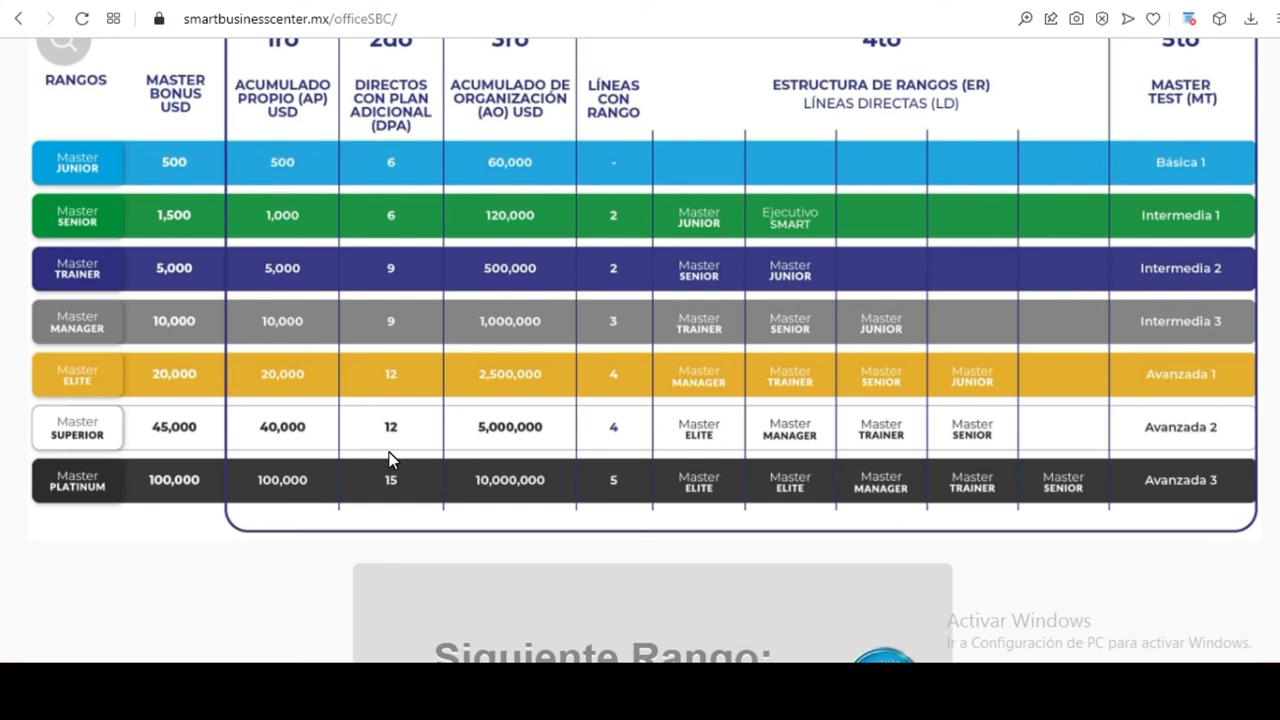 smartbusinesscenter.mx/officeSBC/
1ro 2do 3ro 4to 5to
RANGOS
MASTER
BONUS
USD
ACUMULADO
PROPIO (AP)
USD
DIRECTOS
CON PLAN
ADICIONAL
(DPA)
ACUMULADO DE
ORGANIZACIÓN
(AO) USD
LÍNEAS
CON
RANGO
ESTRUCTURA DE RANGOS (ER)
LÍNEAS DIRECTAS (LD)
MASTER
TEST (MT)
Master
JUNIOR
500 500 6 60,000 - Básica 1
Master
SENIOR
1,500 1,000 6 120,000 2
Master
JUNIOR
Ejecutivo
SMART
Intermedia 1
Master
TRAINER
5,000 5,000 9 500,000 2
Master
SENIOR
Master
JUNIOR
Intermedia 2
Master
MANAGER
10,000 10,000 9 1,000,000 3
Master
TRAINER
Master
SENIOR
Master
JUNIOR
Intermedia 3
Master
ELITE
20,000 20,000 12 2,500,000 4
Master
MANAGER
Master
TRAINER
Master
SENIOR
Master
JUNIOR
Avanzada 1
Master
SUPERIOR
45,000 40,000 12 5,000,000 4
Master
ELITE
Master
MANAGER
Master
TRAINER
Master
SENIOR
Avanzada 2
Master
PLATINUM
100,000 100,000 15 10,000,000 5
Master
ELITE
Master
ELITE
Master
MANAGER
Master
TRAINER
Master
SENIOR
Avanzada 3
Siguiente Rango:
Activar Windows
Ir a Configuración de PC para activar Windows.